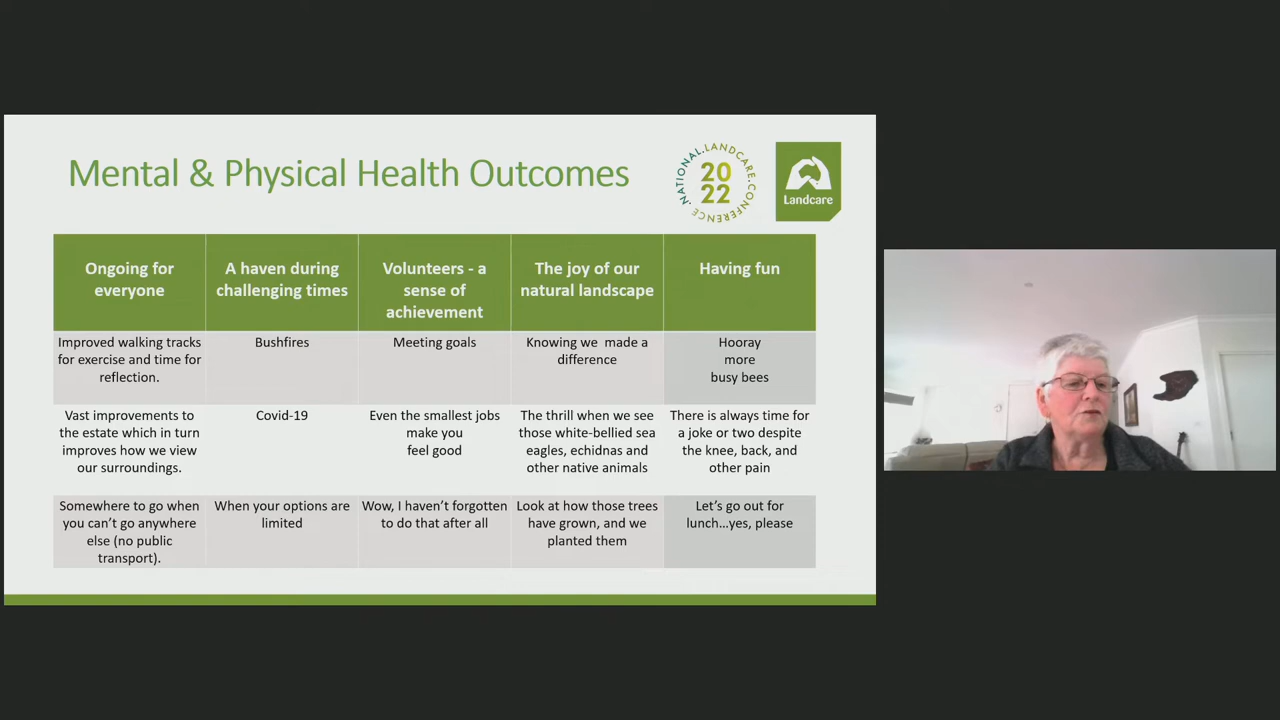 Mental & Physical Health Outcomes
.NATIONAL.LANDCARE.CONFERENCE
20
22
Landcare
Ongoing for
everyone
A haven during
challenging times
Volunteers - a
sense of
achievement
The joy of our
natural landscape
Having fun
Improved walking tracks
for exercise and time for
reflection.
Bushfires
Meeting goals
Knowing we made a
difference
Hooray
more
busy bees
Vast improvements to
the estate which in turn
improves how we view
our surroundings.
Covid-19
Even the smallest jobs
make you
feel good
The thrill when we see
those white-bellied sea
eagles, echidnas and
other native animals
There is always time for
a joke or two despite
the knee, back, and
other pain
Somewhere to go when
you can’t go anywhere
else (no public
transport).
When your options are
limited
Wow, I haven’t forgotten
to do that after all
Look at how those trees
have grown, and we
planted them
Let’s go out for
lunch…yes, please